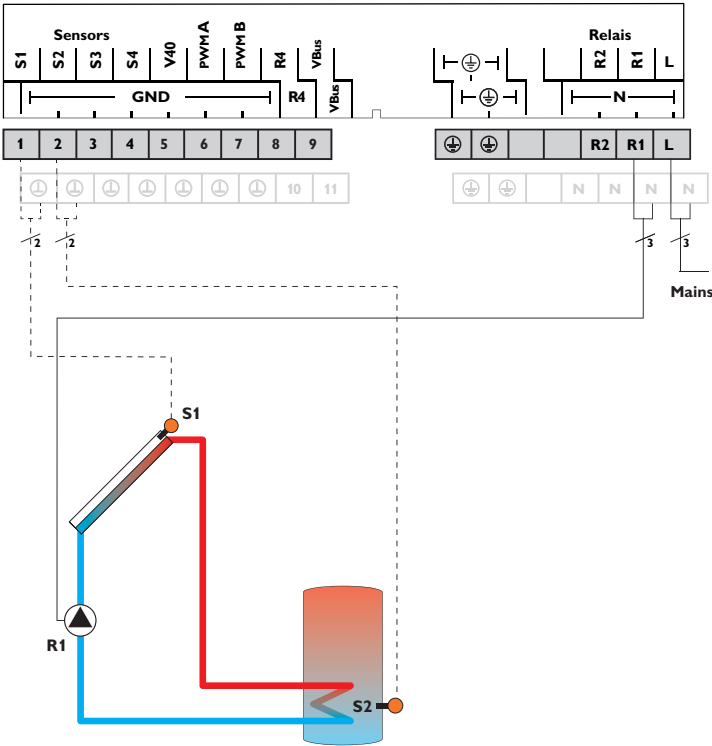 Sensors
Relais
S1 S2 S3 S4 V40 PWM A PWM B R4 VBus
R2 R1 L
GND R4 VBus
N
1 2 3 4 5 6 7 8 9
R2 R1 L
10 11
N N N N
2 2 3 3
Mains
S1
R1
S2